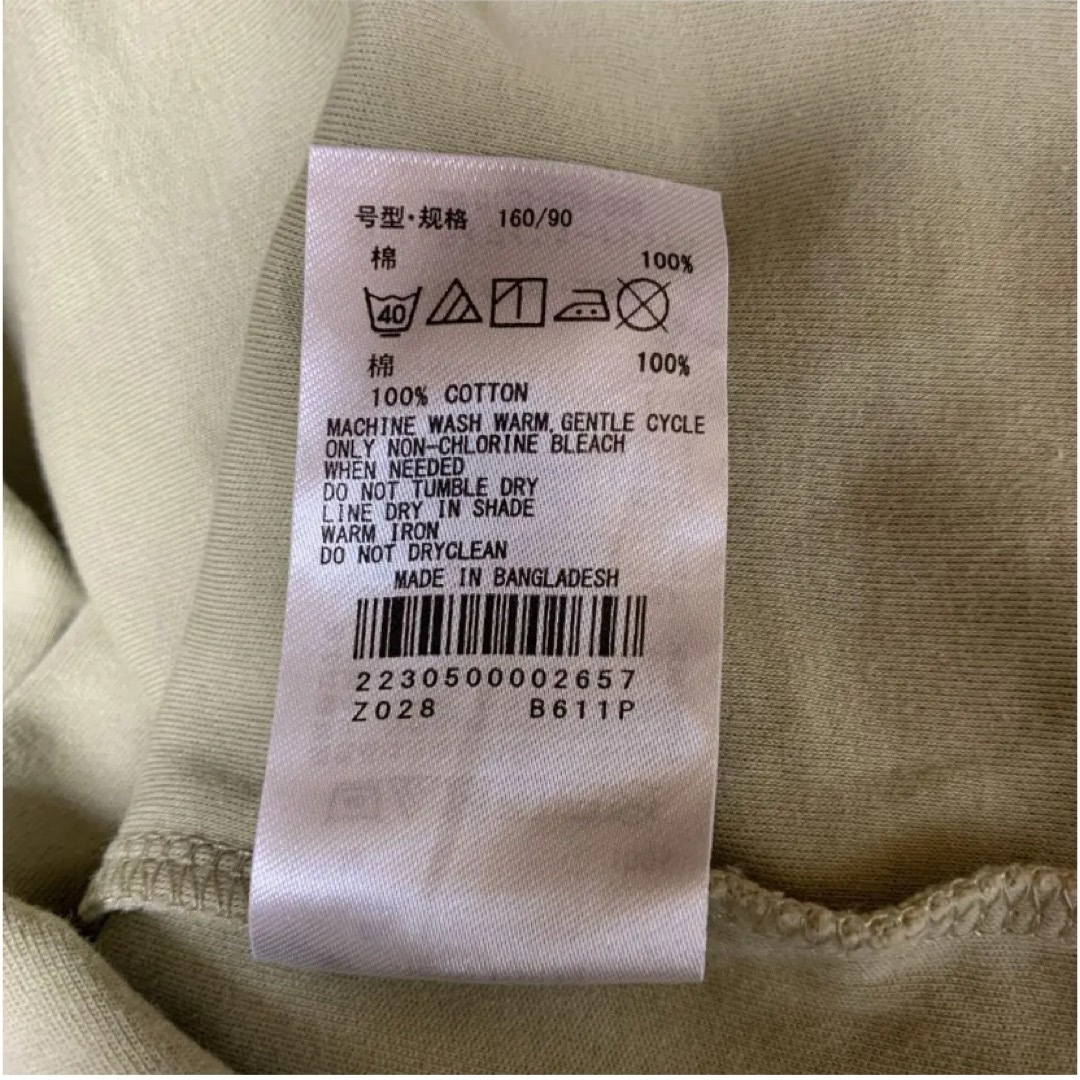 号型·规格 160/90
棉 100%
40
棉 100%
100% COTTON
MACHINE WASH WARM, GENTLE CYCLE
ONLY NON-CHLORINE BLEACH
WHEN NEEDED
DO NOT TUMBLE DRY
LINE DRY IN SHADE
WARM IRON
DO NOT DRYCLEAN
MADE IN BANGLADESH
2230500002657
Z028 B611P